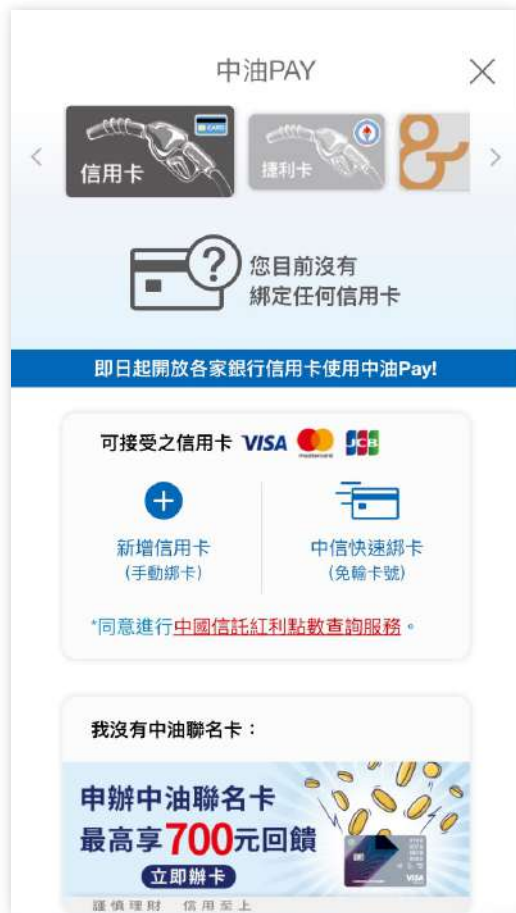 中油PAY
CARD
信用卡
捷利卡
&
您目前沒有
綁定任何信用卡
即日起開放各家銀行信用卡使用中油Pay!
可接受之信用卡 VISA mastercard JCB
新增信用卡
(手動綁卡)
中信快速綁卡
(免輸卡號)
*同意進行中國信託紅利點數查詢服務。
我沒有中油聯名卡：
申辦中油聯名卡
最高享700元回饋
立即辦卡
VISA
謹慎理財 信用至上